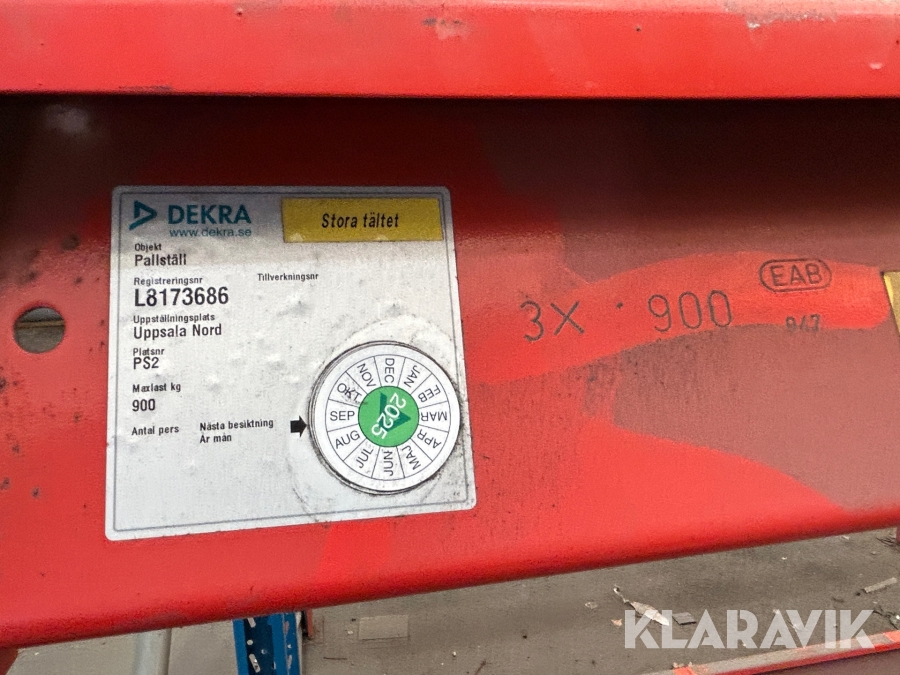 DEKRA
www.dekra.se
Stora tältet
Objekt
Pallställ
Registreringsnr
Tillverkningsnr
L8173686
Uppställningsplats
Uppsala Nord
Platsnr
PS2
Maxlast kg
900
Antal pers
Nästa besiktning
År mån
JAN
FEB
MAR
APR
MAJ
JUN
JUL
AUG
SEP
OKT
NOV
DEC
2025
3X 900
EAB
9/7
KLARAVIK